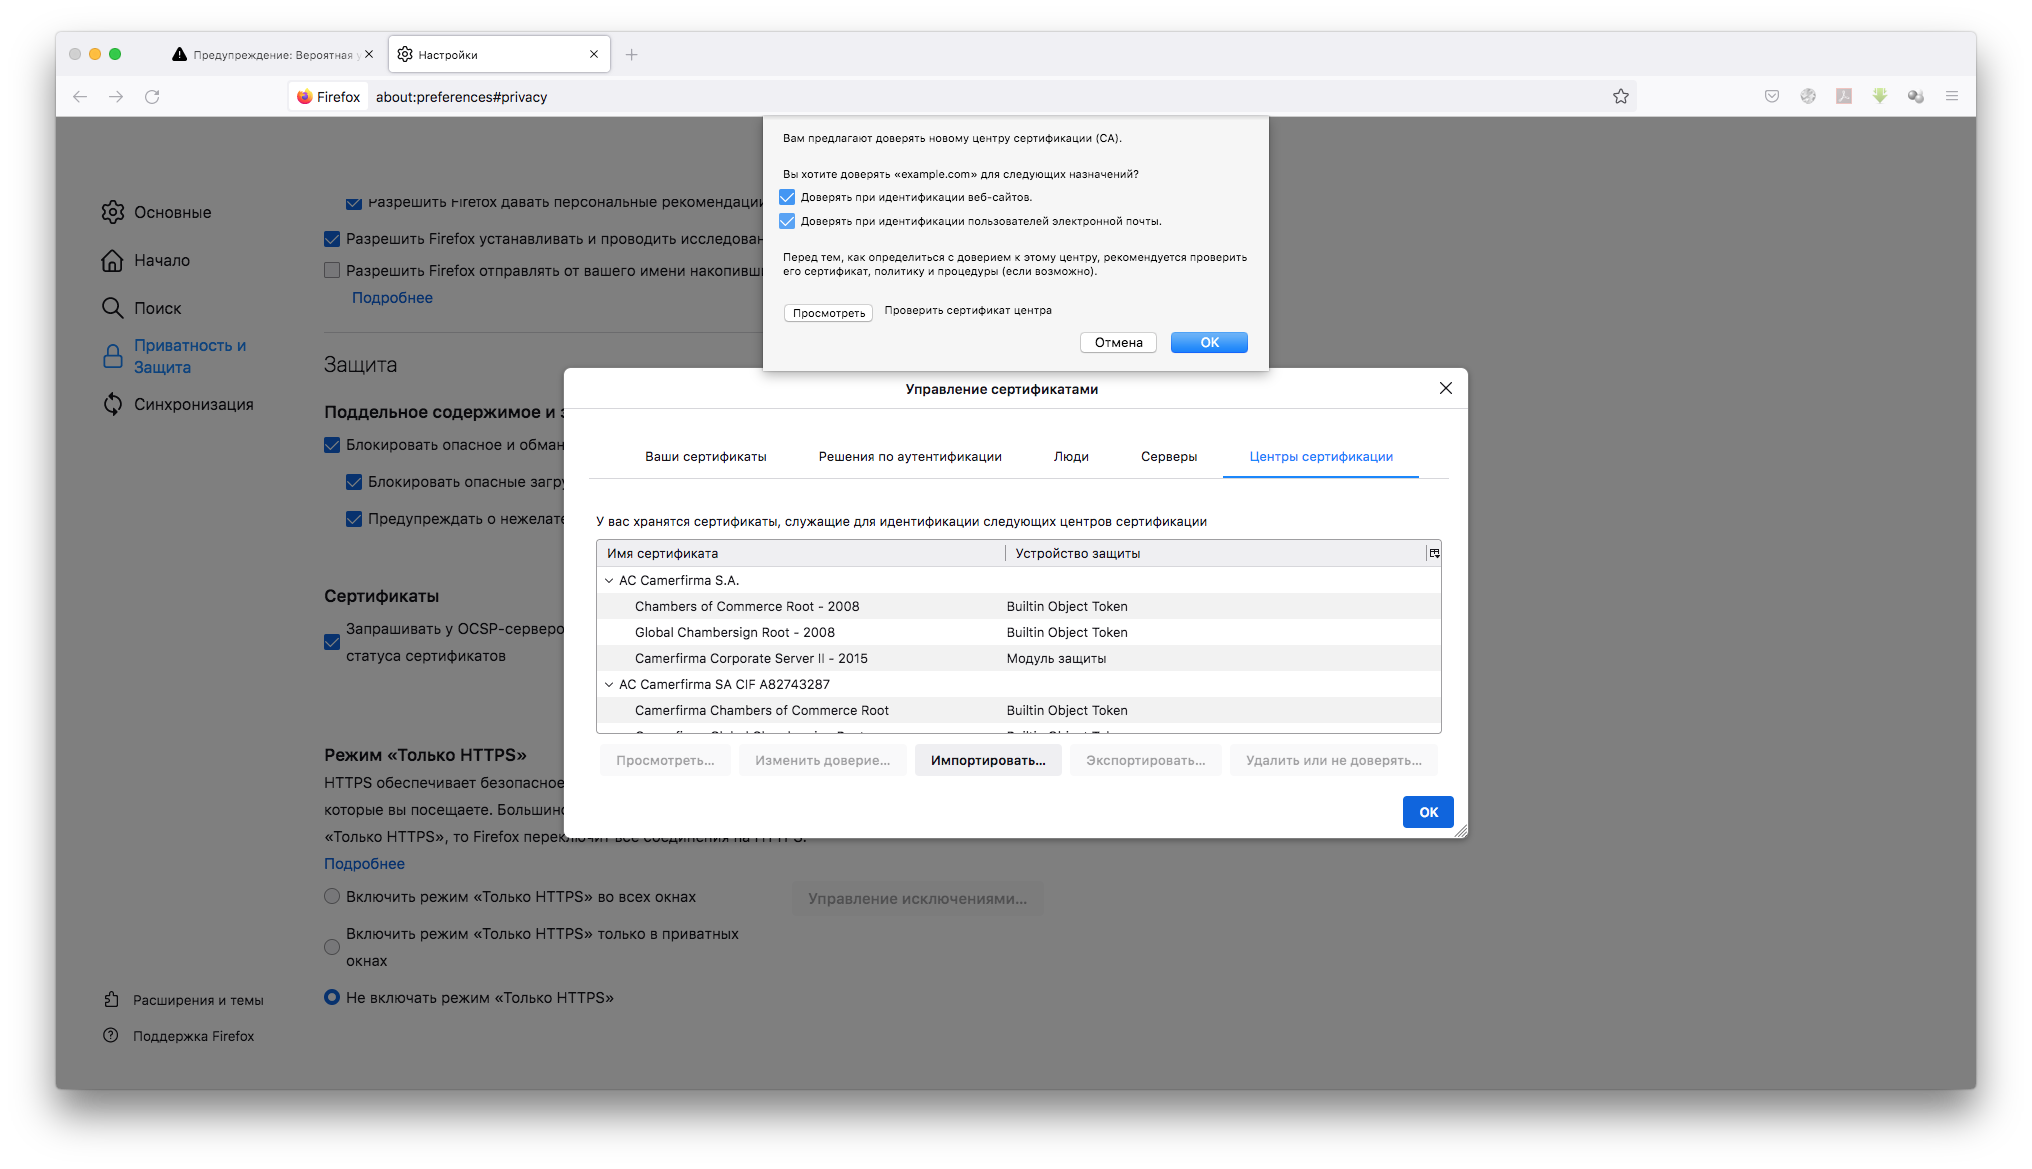 Предупреждение: Вероятная
Настройки
Firefox
about:preferences#privacy
Вам предлагают доверять новому центру сертификации (CA).
Вы хотите доверять «example.com» для следующих назначений?
Доверять при идентификации веб-сайтов.
Доверять при идентификации пользователей электронной почты.
Перед тем, как определиться с доверием к этому центру, рекомендуется проверить
его сертификат, политику и процедуры (если возможно).
Просмотреть
Проверить сертификат центра
Отмена
OK
Основные
Начало
Поиск
Приватность и
Защита
Синхронизация
Расширения и темы
Поддержка Firefox
Разрешить Firefox давать персональные рекомендации
Разрешить Firefox устанавливать и проводить исследован
Разрешить Firefox отправлять от вашего имени накопивш
Подробнее
Защита
Поддельное содержимое и з
Блокировать опасное и обман
Блокировать опасные загру
Предупреждать о нежелате
Сертификаты
Запрашивать у OCSP-серверо
статуса сертификатов
Режим «Только HTTPS»
HTTPS обеспечивает безопасное
которые вы посещаете. Большинс
«Только HTTPS», то Firefox переключит все соединения на HTTPS.
Подробнее
Включить режим «Только HTTPS» во всех окнах
Управление исключениями...
Включить режим «Только HTTPS» только в приватных
окнах
Не включать режим «Только HTTPS»
Управление сертификатами
Ваши сертификаты
Решения по аутентификации
Люди
Серверы
Центры сертификации
У вас хранятся сертификаты, служащие для идентификации следующих центров сертификации
Имя сертификата
Устройство защиты
AC Camerfirma S.A.
Chambers of Commerce Root - 2008
Builtin Object Token
Global Chambersign Root - 2008
Builtin Object Token
Camerfirma Corporate Server II - 2015
Модуль защиты
AC Camerfirma SA CIF A82743287
Camerfirma Chambers of Commerce Root
Builtin Object Token
Просмотреть...
Изменить доверие...
Импортировать...
Экспортировать...
Удалить или не доверять...
OK